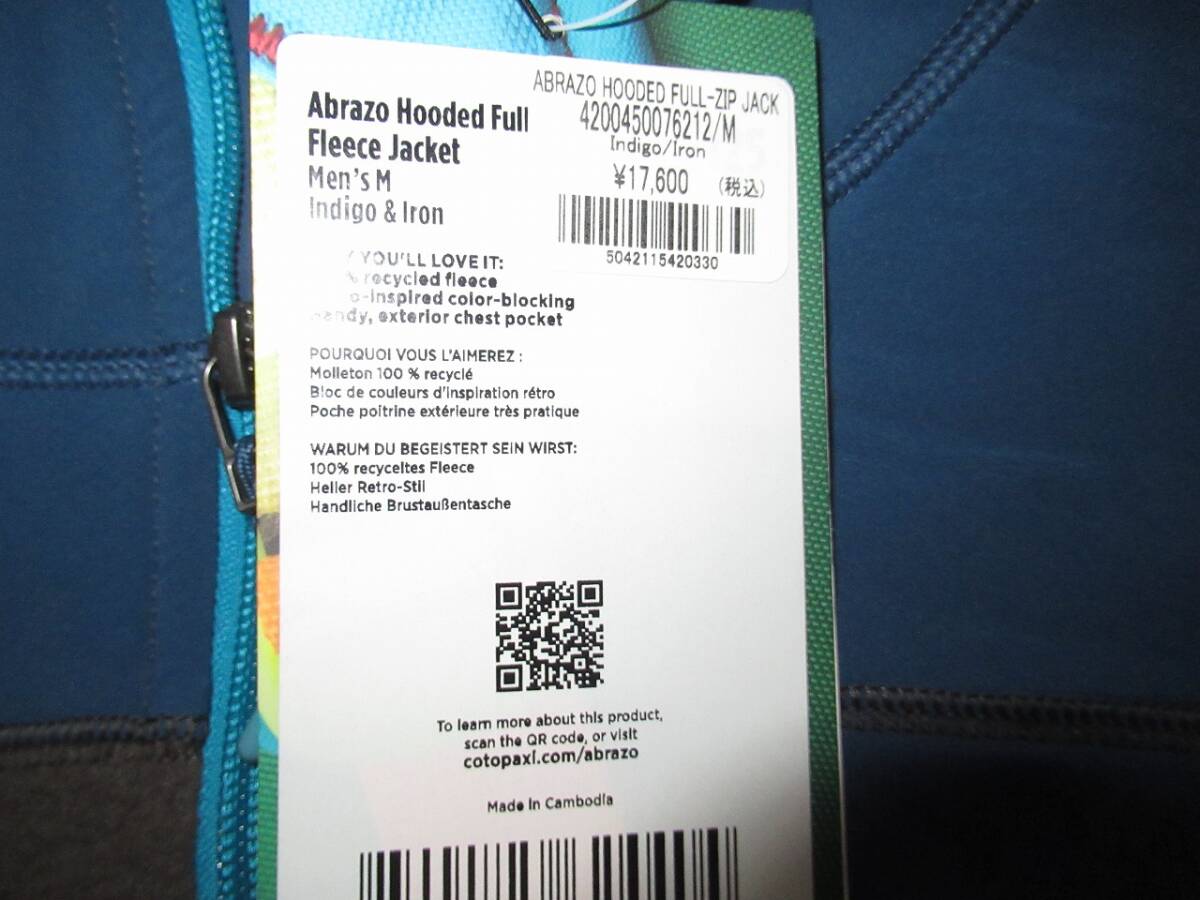 Abrazo Hooded Full
Fleece Jacket
Men's M
Indigo & Iron
ABRAZO HOODED FULL-ZIP JACK
4200450076212/M
Indigo/Iron
¥17,600 (税込)
5042115420330
YOU'LL LOVE IT:
% recycled fleece
o-inspired color-blocking
andy, exterior chest pocket
POURQUOI VOUS L'AIMEREZ :
Molleton 100 % recyclé
Bloc de couleurs d'inspiration rétro
Poche poitrine extérieure très pratique
WARUM DU BEGEISTERT SEIN WIRST:
100% recyceltes Fleece
Heller Retro-Stil
Handliche Brustaußentasche
To learn more about this product,
scan the QR code, or visit
cotopaxi.com/abrazo
Made in Cambodia